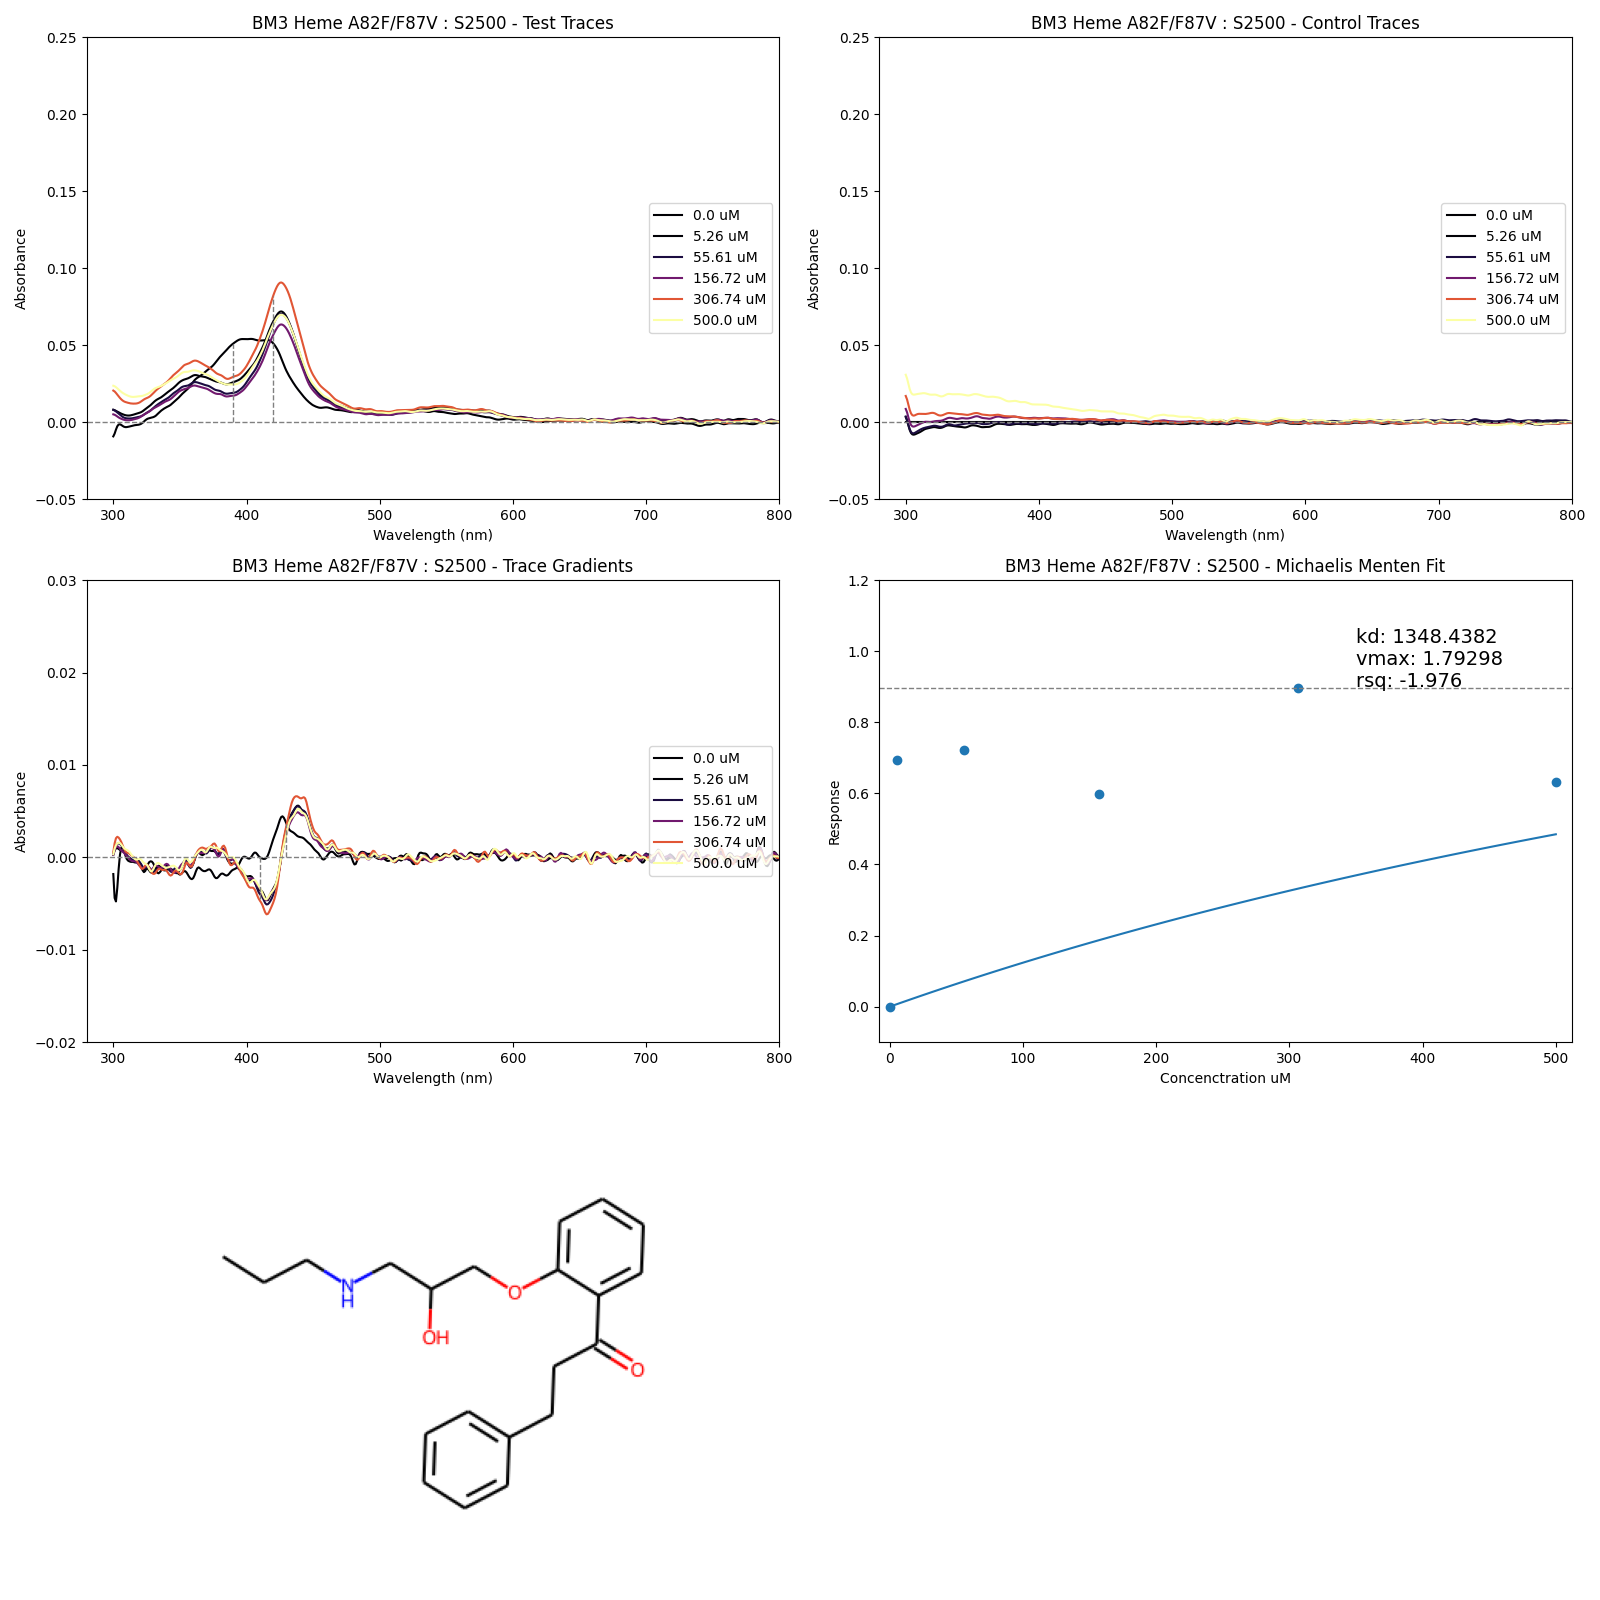 BM3 Heme A82F/F87V : S2500 - Test Traces
0.25
0.20
0.15
0.10
0.05
0.00
−0.05
Absorbance
300 400 500 600 700 800
Wavelength (nm)
0.0 uM
5.26 uM
55.61 uM
156.72 uM
306.74 uM
500.0 uM
BM3 Heme A82F/F87V : S2500 - Control Traces
0.25
0.20
0.15
0.10
0.05
0.00
−0.05
Absorbance
300 400 500 600 700 800
Wavelength (nm)
0.0 uM
5.26 uM
55.61 uM
156.72 uM
306.74 uM
500.0 uM
BM3 Heme A82F/F87V : S2500 - Trace Gradients
0.03
0.02
0.01
0.00
−0.01
−0.02
Absorbance
300 400 500 600 700 800
Wavelength (nm)
0.0 uM
5.26 uM
55.61 uM
156.72 uM
306.74 uM
500.0 uM
BM3 Heme A82F/F87V : S2500 - Michaelis Menten Fit
1.2
1.0
0.8
0.6
0.4
0.2
0.0
Response
0 100 200 300 400 500
Concenctration uM
kd: 1348.4382
vmax: 1.79298
rsq: -1.976
N
H
O
OH
O